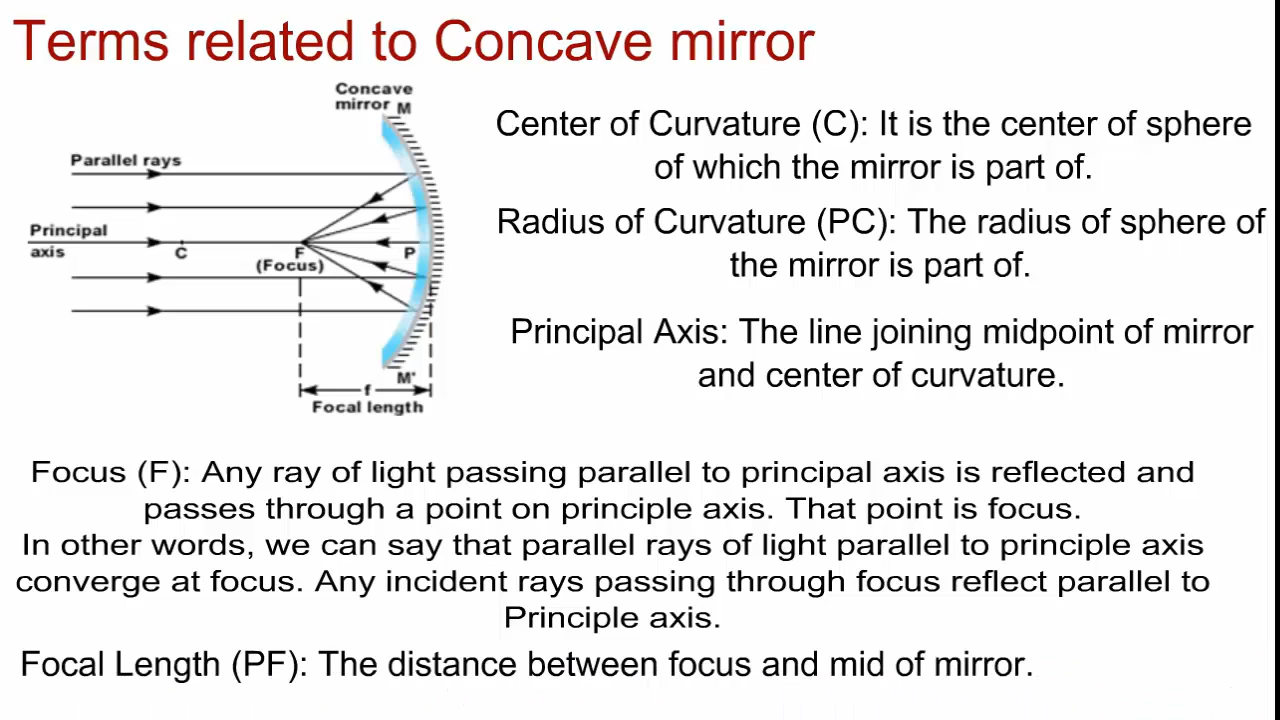 Terms related to Concave mirror
Concave
mirror M
Parallel rays
Principal
axis
C
F
(Focus)
P
M'
f
Focal length
Center of Curvature (C): It is the center of sphere
of which the mirror is part of.
Radius of Curvature (PC): The radius of sphere of
the mirror is part of.
Principal Axis: The line joining midpoint of mirror
and center of curvature.
Focus (F): Any ray of light passing parallel to principal axis is reflected and
passes through a point on principle axis. That point is focus.
In other words, we can say that parallel rays of light parallel to principle axis
converge at focus. Any incident rays passing through focus reflect parallel to
Principle axis.
Focal Length (PF): The distance between focus and mid of mirror.